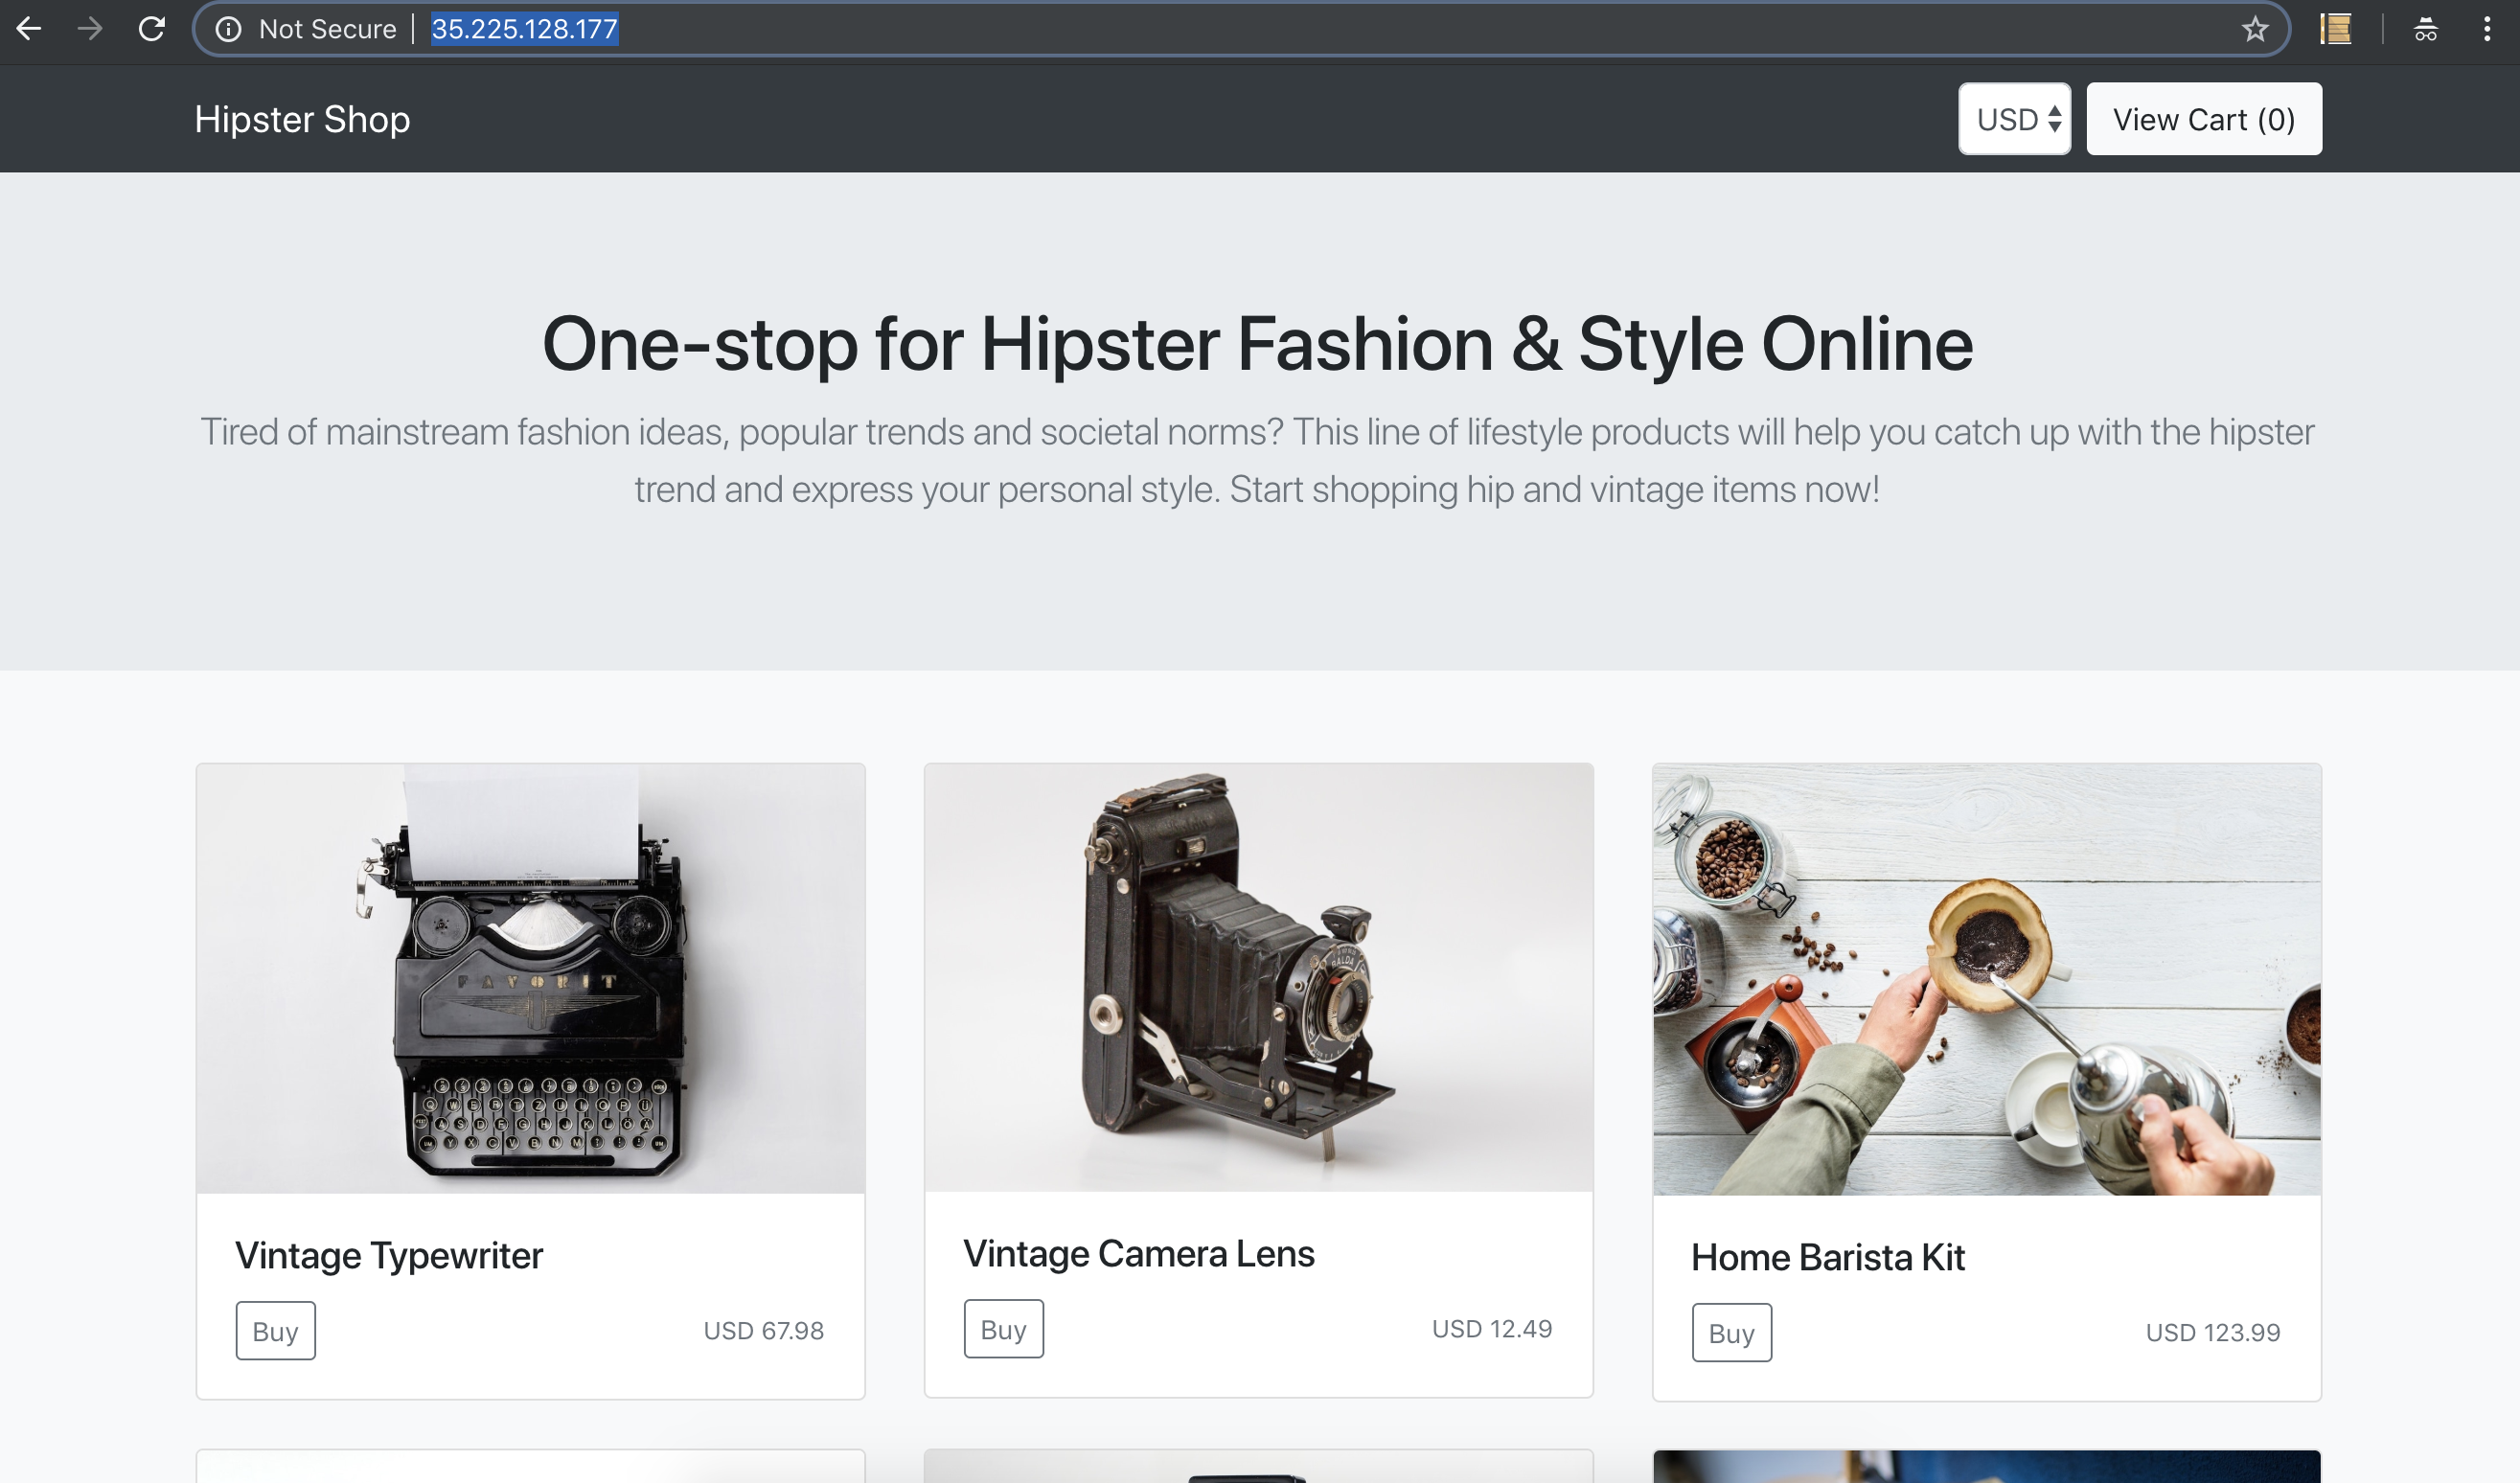 Not Secure 35.225.128.177
Hipster Shop
USD
View Cart (0)
One-stop for Hipster Fashion & Style Online
Tired of mainstream fashion ideas, popular trends and societal norms? This line of lifestyle products will help you catch up with the hipster
trend and express your personal style. Start shopping hip and vintage items now!
FAVORIT
BALDA
Vintage Typewriter
Buy
USD 67.98
Vintage Camera Lens
Buy
USD 12.49
Home Barista Kit
Buy
USD 123.99